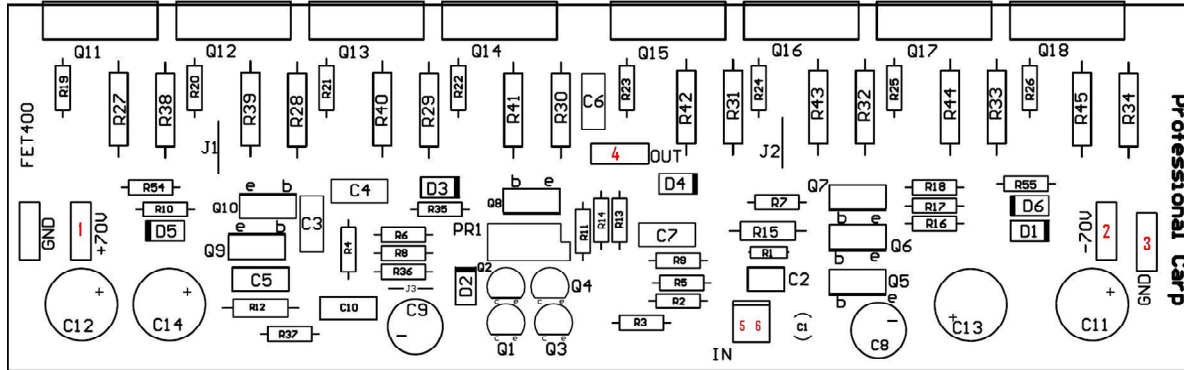 Q11 Q12 Q13 Q14 Q15 Q16 Q17 Q18
R19 R27 R38 R20 R39 R28 R21 R40 R29 R22 R41 R30 C6 R23 R42 R31 R24 R43 R32 R25 R44 R33 R26 R45 R34
FET400
J1
4 OUT
J2
Professional Carp
R54
R10
D5
e b
Q10
C3
C4
D3
R35
b e
Q8
D4
R7
Q7
b e
R18
R17
R16
R55
D6
D1
GND
1
+70V
e b
Q9
C5
R12
R4
R6
R8
R36
J3
PR1
R11
R14
R13
C7
R15
R1
Q6
-70V
2
3
GND
C12
+
C14
+
R37
C10
C9
-
D2
Q2
c e
c e
Q4
R9
R5
R2
R3
C2
Q5
b e
C13
+
C11
+
Q1
c e
Q3
c e
IN
5 6
C1
C8
-